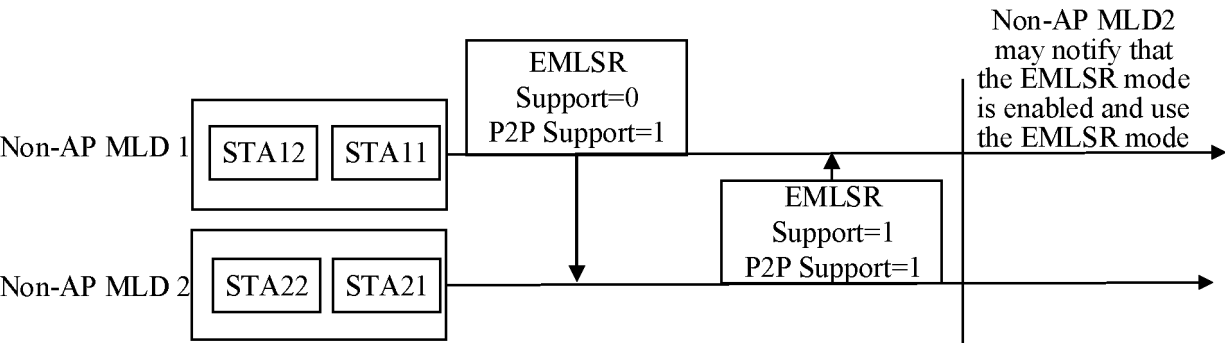 Non-AP MLD2
may notify that
the EMLSR mode
is enabled and use
the EMLSR mode
EMLSR
Support=0
P2P Support=1
Non-AP MLD 1
STA12
STA11
EMLSR
Support=1
P2P Support=1
Non-AP MLD 2
STA22
STA21